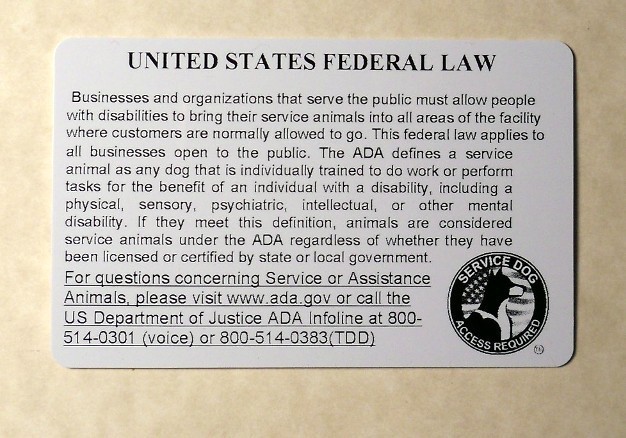 UNITED STATES FEDERAL LAW
Businesses and organizations that serve the public must allow people
with disabilities to bring their service animals into all areas of the facility
where customers are normally allowed to go. This federal law applies to
all businesses open to the public. The ADA defines a service
animal as any dog that is individually trained to do work or perform
tasks for the benefit of an individual with a disability, including a
physical, sensory, psychiatric, intellectual, or other mental
disability. If they meet this definition, animals are considered
service animals under the ADA regardless of whether they have
been licensed or certified by state or local government.
For questions concerning Service or Assistance
Animals, please visit www.ada.gov or call the
US Department of Justice ADA Infoline at 800-
514-0301 (voice) or 800-514-0383(TDD)
SERVICE DOG
ACCESS REQUIRED